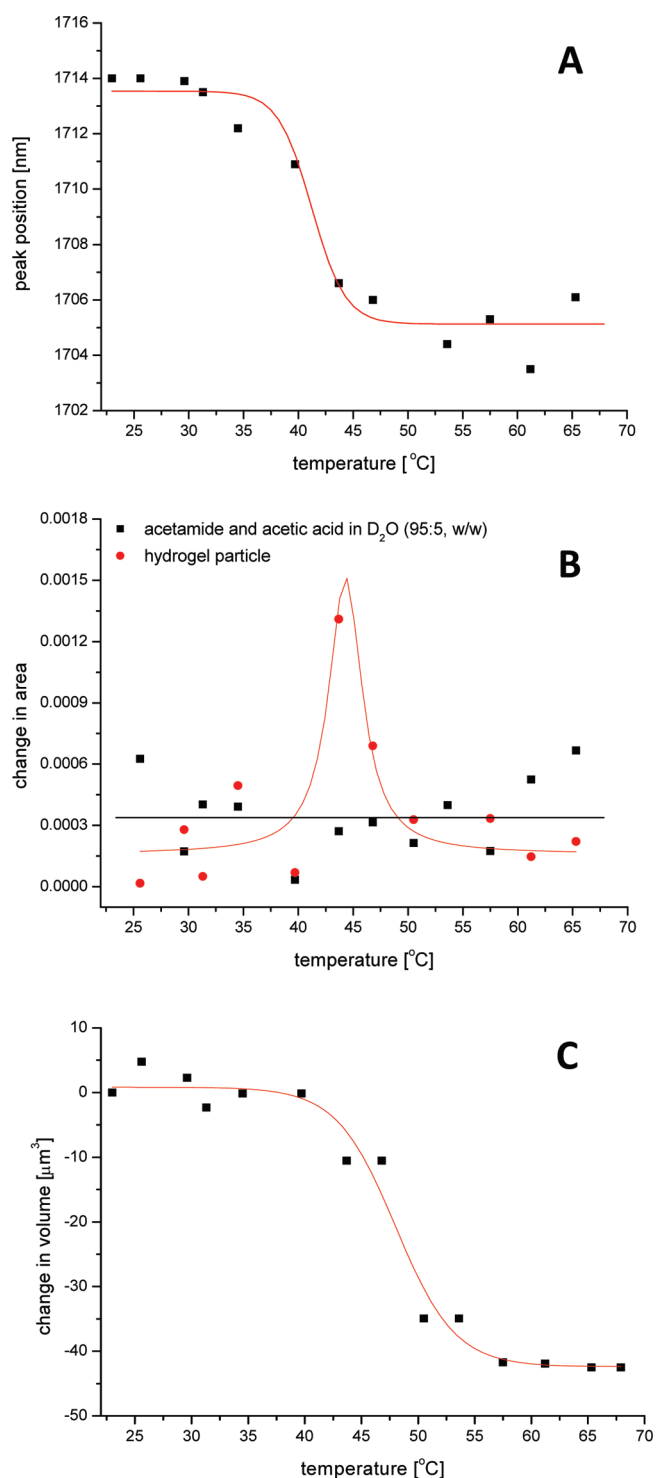 A
1716
1714
1712
1710
1708
1706
1704
1702
peak position [nm]
25 30 35 40 45 50 55 60 65 70
temperature [°C]
B
acetamide and acetic acid in D₂O (95:5, w/w)
hydrogel particle
0.0018
0.0015
0.0012
0.0009
0.0006
0.0003
0.0000
change in area
25 30 35 40 45 50 55 60 65 70
temperature [°C]
C
10
0
-10
-20
-30
-40
-50
change in volume [μm³]
25 30 35 40 45 50 55 60 65 70
temperature [°C]